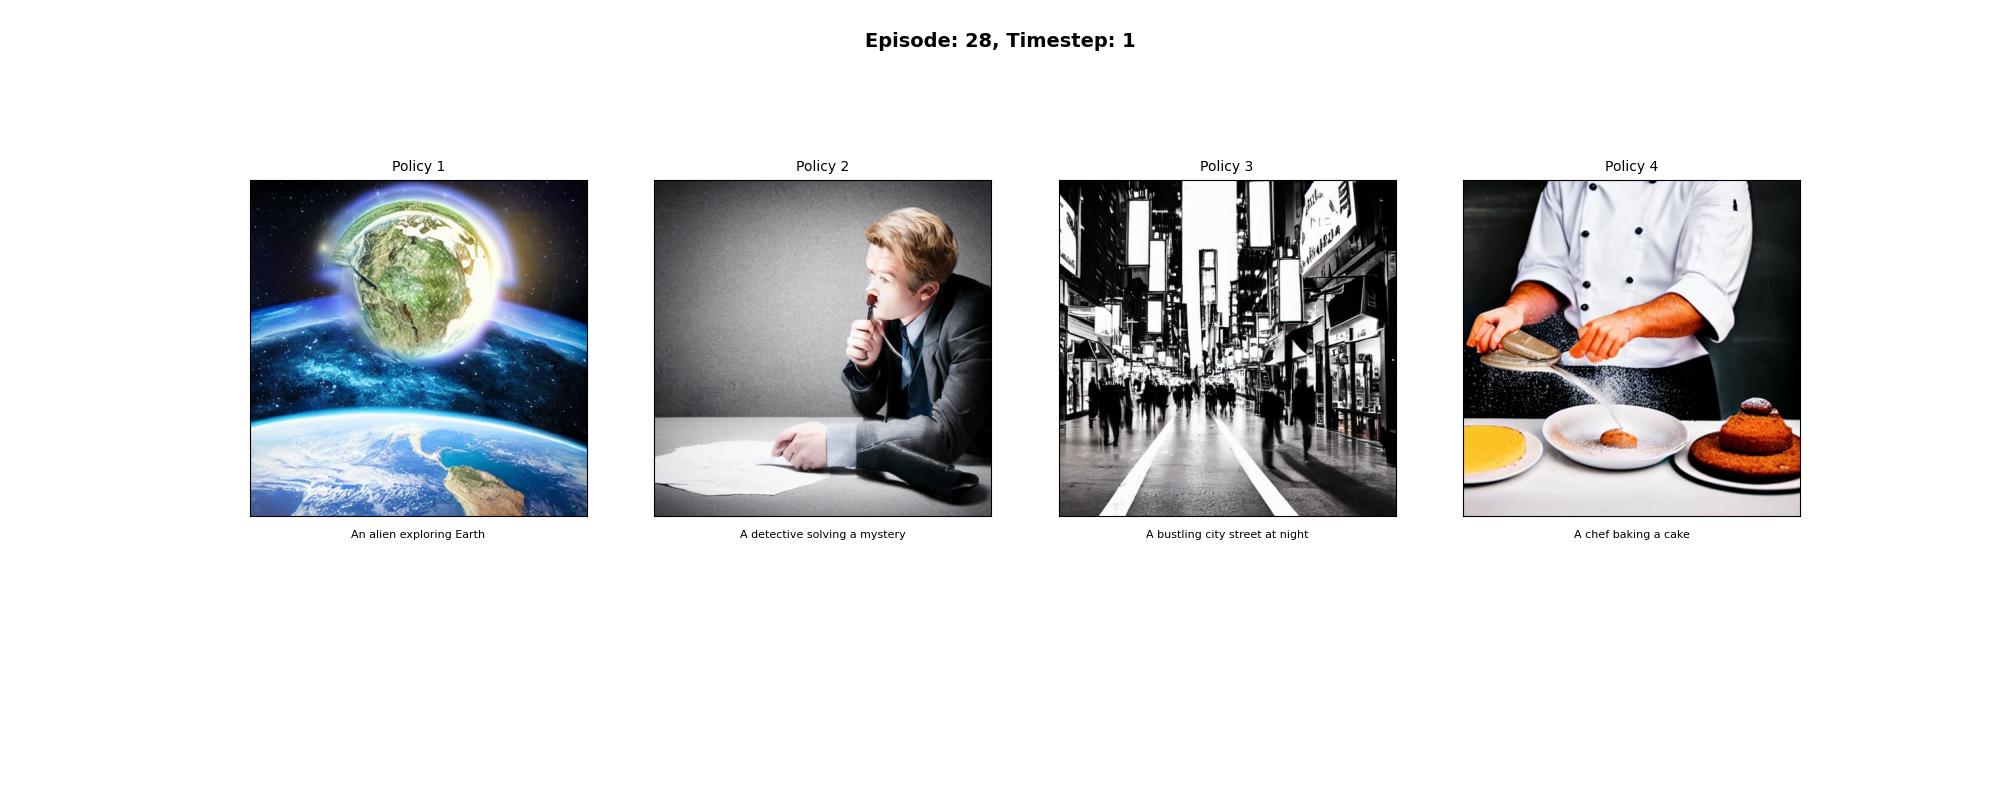 Episode: 28, Timestep: 1
Policy 1
Policy 2
Policy 3
Policy 4
An alien exploring Earth
A detective solving a mystery
A bustling city street at night
A chef baking a cake